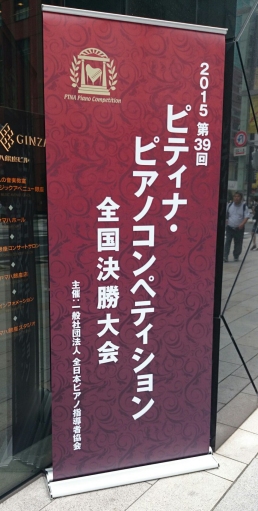 PTNA Piano Competition
2015 第39回
ピティナ・
ピアノコンペティション
全国決勝大会
主催:一般社団法人 全日本ピアノ指導者協会
GINZA